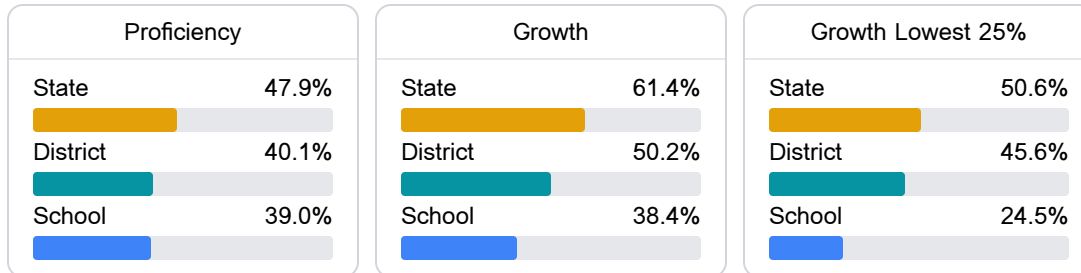 Proficiency
State 47.9%
District 40.1%
School 39.0%
Growth
State 61.4%
District 50.2%
School 38.4%
Growth Lowest 25%
State 50.6%
District 45.6%
School 24.5%